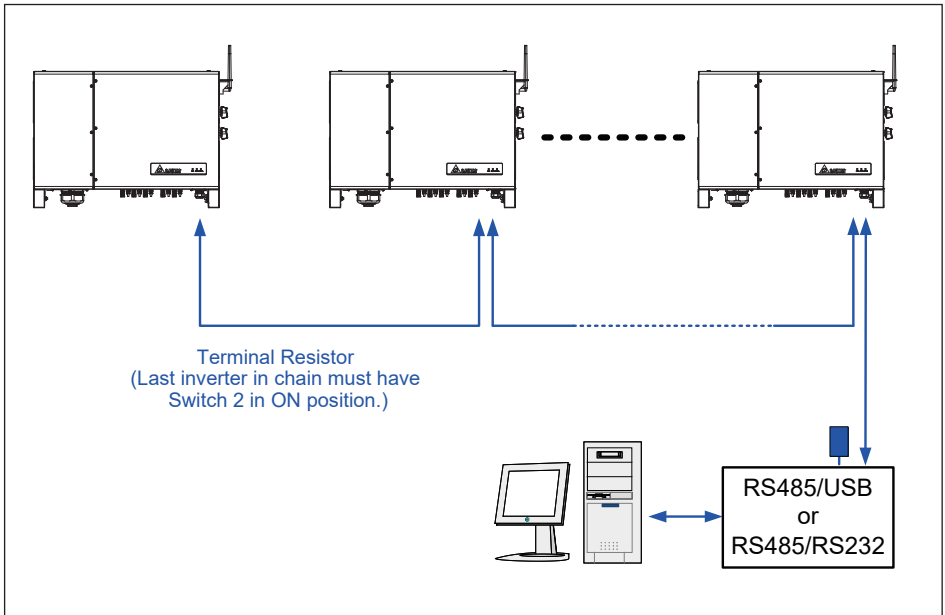 Terminal Resistor
(Last inverter in chain must have
Switch 2 in ON position.)
RS485/USB
or
RS485/RS232